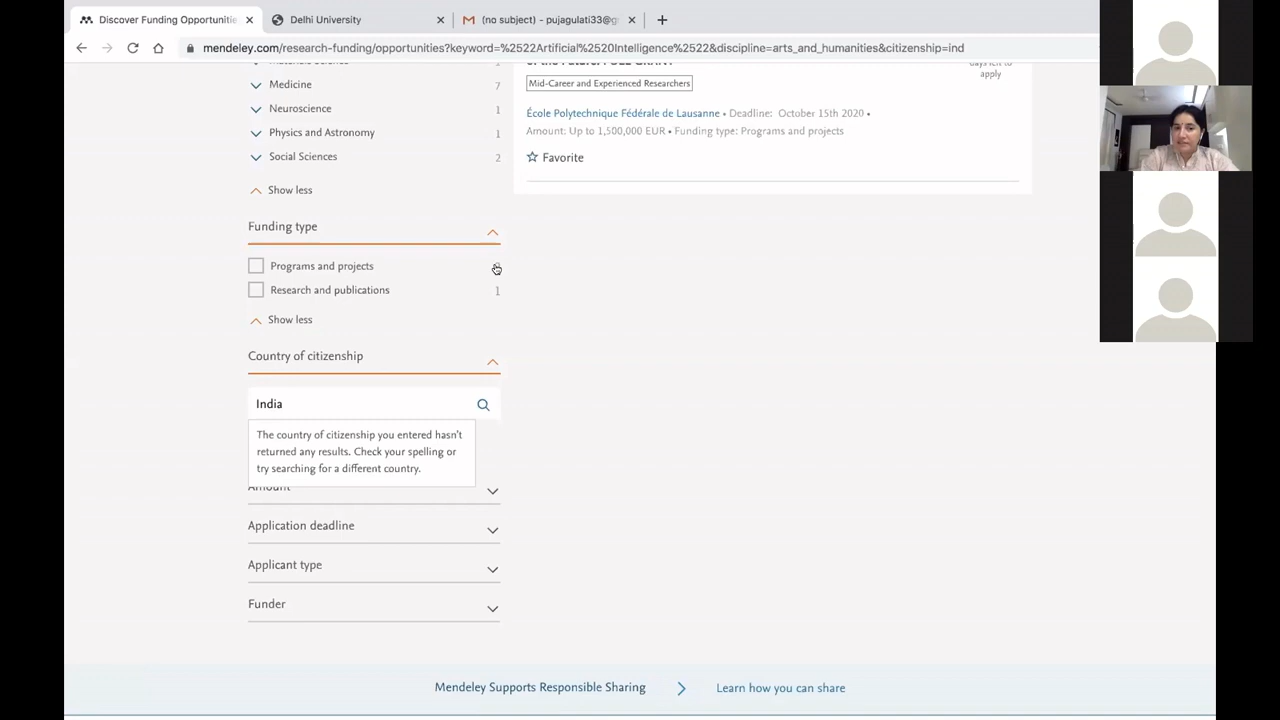 Discover Funding Opportunities
Delhi University
(no subject) - pujagulati33@g
mendeley.com/research-funding/opportunities?keyword=%2522Artificial%2520Intelligence%2522&discipline=arts_and_humanities&citizenship=ind
Medicine 7
Neuroscience 1
Physics and Astronomy 1
Social Sciences 2
Show less
Funding type
Programs and projects
Research and publications 1
Show less
Country of citizenship
India
The country of citizenship you entered hasn't
returned any results. Check your spelling or
try searching for a different country.
Amount
Application deadline
Applicant type
Funder
days left to
apply
Mid-Career and Experienced Researchers
École Polytechnique Fédérale de Lausanne • Deadline: October 15th 2020 •
Amount: Up to 1,500,000 EUR • Funding type: Programs and projects
Favorite
Mendeley Supports Responsible Sharing
Learn how you can share